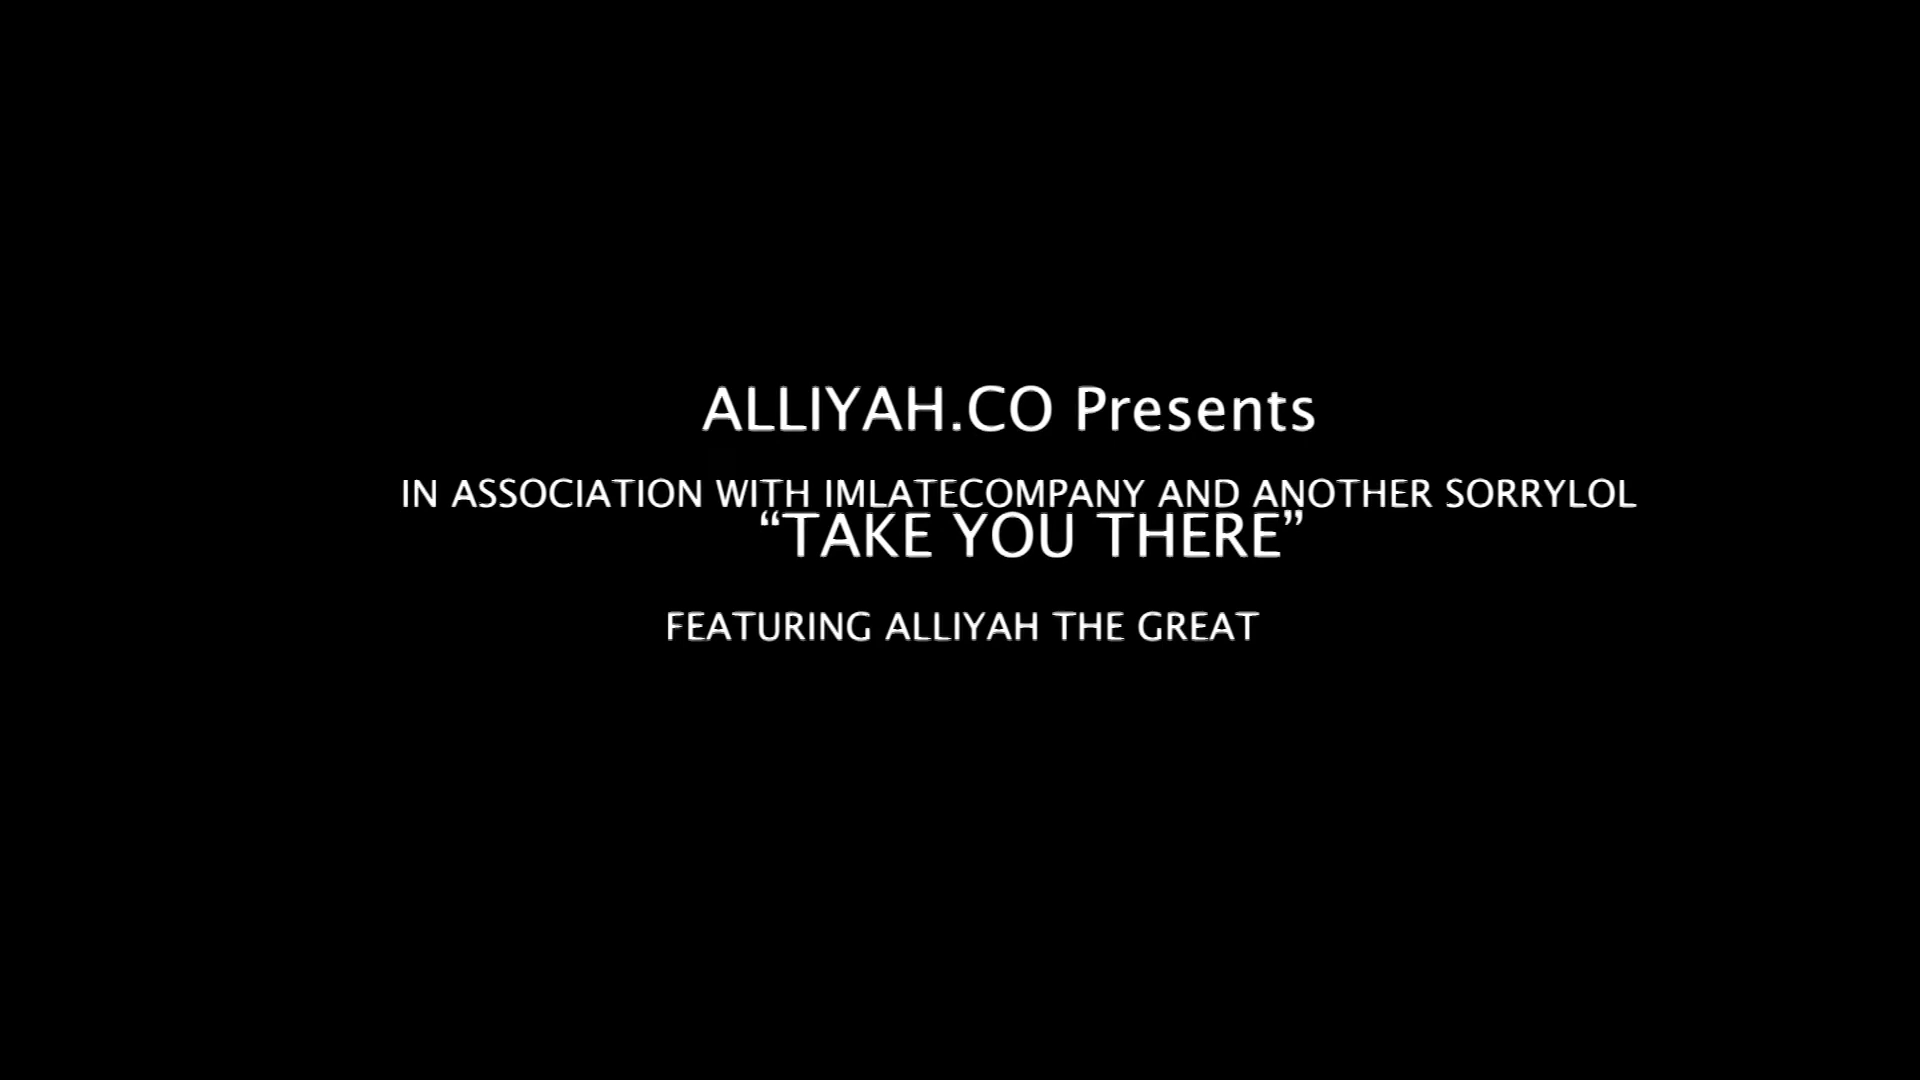 ALLIYAH.CO Presents
IN ASSOCIATION WITH IMLATECOMPANY AND ANOTHER SORRYLOL
“TAKE YOU THERE”
FEATURING ALLIYAH THE GREAT